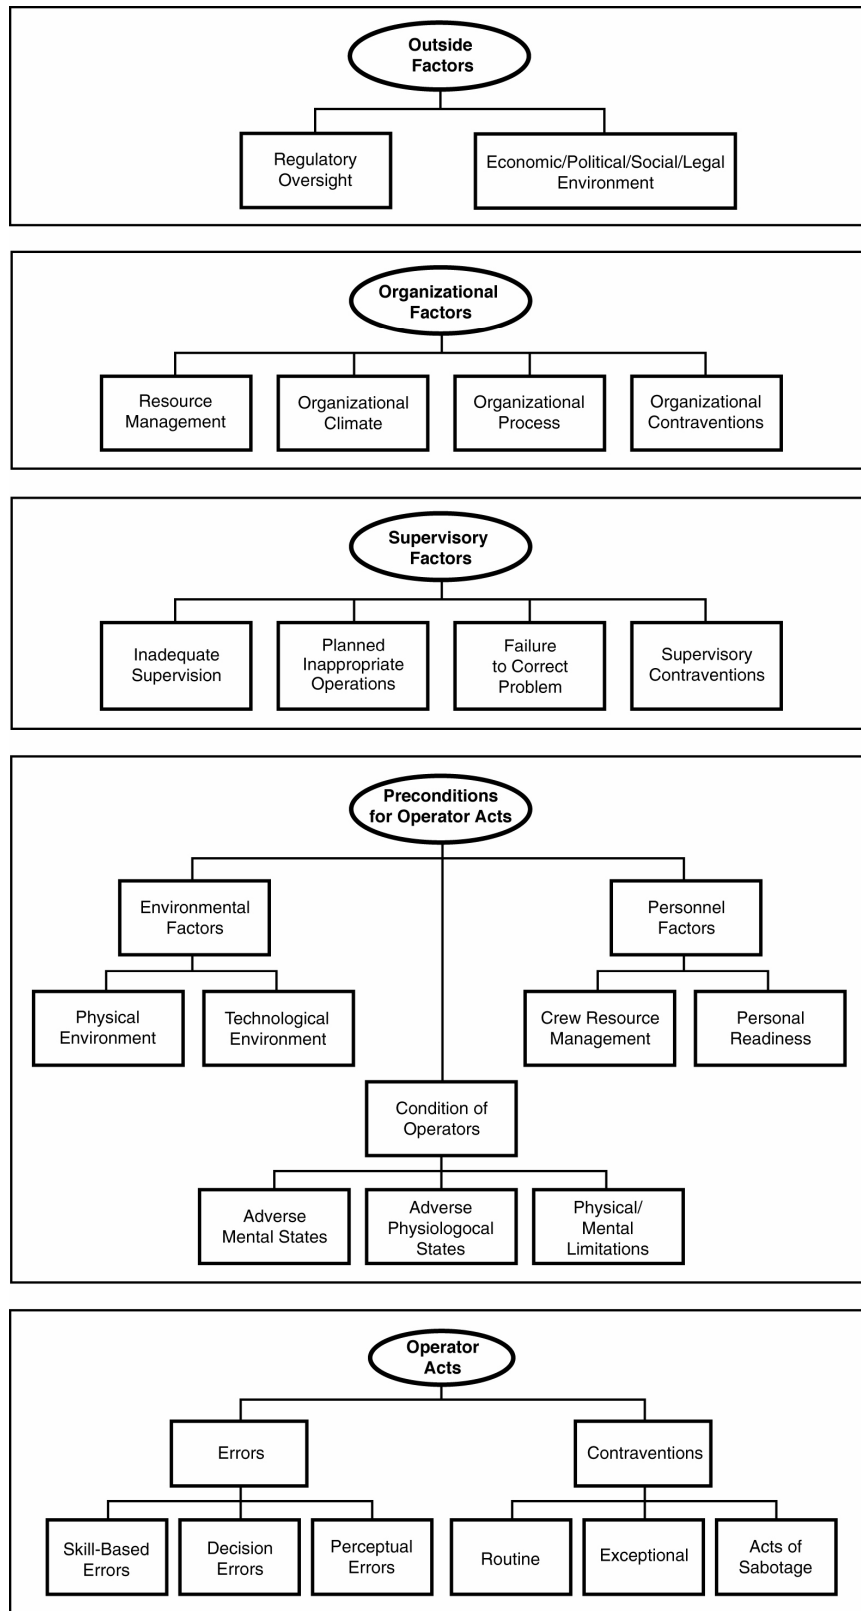 Outside
Factors
Regulatory
Oversight
Economic/Political/Social/Legal
Environment
Organizational
Factors
Resource
Management
Organizational
Climate
Organizational
Process
Organizational
Contraventions
Supervisory
Factors
Inadequate
Supervision
Planned
Inappropriate
Operations
Failure
to Correct
Problem
Supervisory
Contraventions
Preconditions
for Operator Acts
Environmental
Factors
Personnel
Factors
Physical
Environment
Technological
Environment
Crew Resource
Management
Personal
Readiness
Condition of
Operators
Adverse
Mental States
Adverse
Physiologocal
States
Physical/
Mental
Limitations
Operator
Acts
Errors
Contraventions
Skill-Based
Errors
Decision
Errors
Perceptual
Errors
Routine
Exceptional
Acts of
Sabotage